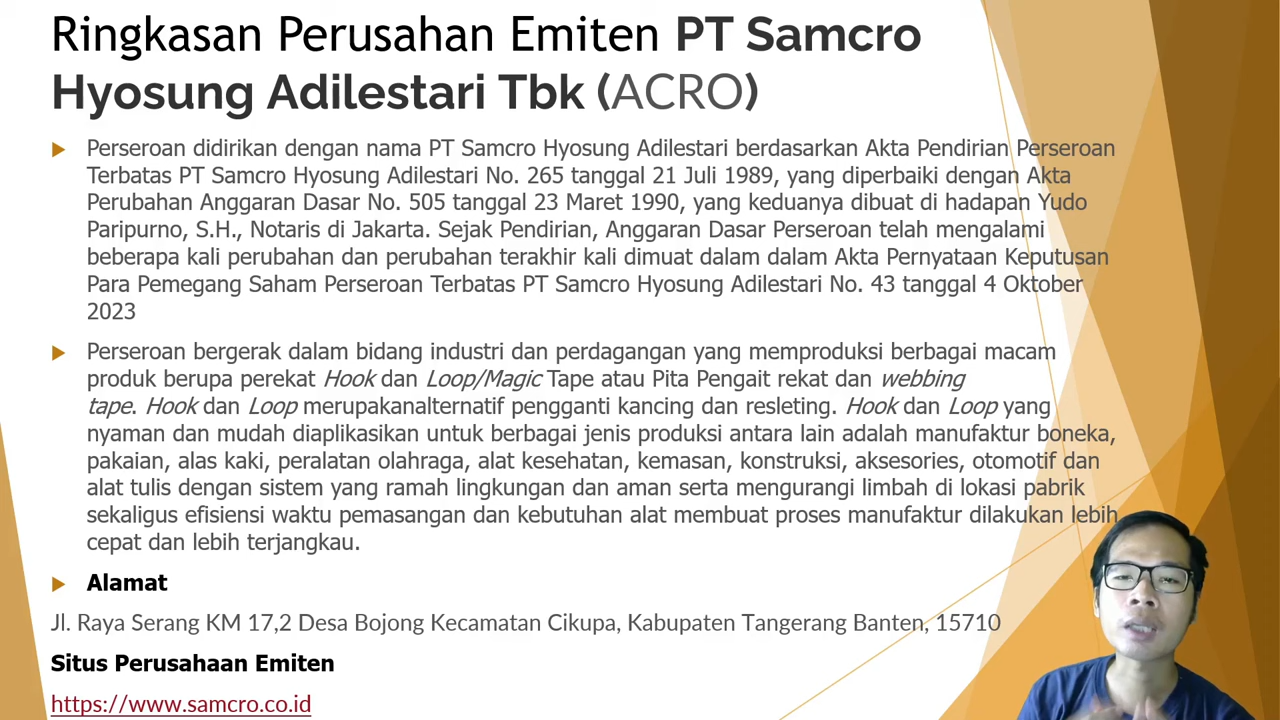 Ringkasan Perusahan Emiten PT Samcro
Hyosung Adilestari Tbk (ACRO)
Perseroan didirikan dengan nama PT Samcro Hyosung Adilestari berdasarkan Akta Pendirian Perseroan
Terbatas PT Samcro Hyosung Adilestari No. 265 tanggal 21 Juli 1989, yang diperbaiki dengan Akta
Perubahan Anggaran Dasar No. 505 tanggal 23 Maret 1990, yang keduanya dibuat di hadapan Yudo
Paripurno, S.H., Notaris di Jakarta. Sejak Pendirian, Anggaran Dasar Perseroan telah mengalami
beberapa kali perubahan dan perubahan terakhir kali dimuat dalam dalam Akta Pernyataan Keputusan
Para Pemegang Saham Perseroan Terbatas PT Samcro Hyosung Adilestari No. 43 tanggal 4 Oktober
2023
Perseroan bergerak dalam bidang industri dan perdagangan yang memproduksi berbagai macam
produk berupa perekat Hook dan Loop/Magic Tape atau Pita Pengait rekat dan webbing
tape. Hook dan Loop merupakanalternatif pengganti kancing dan resleting. Hook dan Loop yang
nyaman dan mudah diaplikasikan untuk berbagai jenis produksi antara lain adalah manufaktur boneka,
pakaian, alas kaki, peralatan olahraga, alat kesehatan, kemasan, konstruksi, aksesories, otomotif dan
alat tulis dengan sistem yang ramah lingkungan dan aman serta mengurangi limbah di lokasi pabrik
sekaligus efisiensi waktu pemasangan dan kebutuhan alat membuat proses manufaktur dilakukan lebih
cepat dan lebih terjangkau.
Alamat
Jl. Raya Serang KM 17,2 Desa Bojong Kecamatan Cikupa, Kabupaten Tangerang Banten, 15710
Situs Perusahaan Emiten
https://www.samcro.co.id